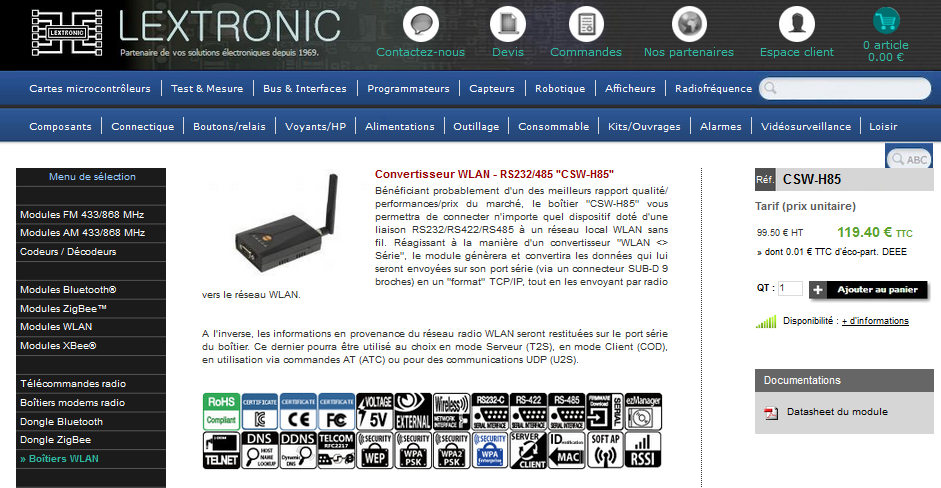 LEXTRONIC
LEXTRONIC
Partenaire de vos solutions électroniques depuis 1969.
Contactez-nous
Devis
Commandes
Nos partenaires
Espace client
0 article
0.00 €
Cartes microcontrôleurs
Test & Mesure
Bus & Interfaces
Programmateurs
Capteurs
Robotique
Afficheurs
Radiofréquence
Composants
Connectique
Boutons/relais
Voyants/HP
Alimentations
Outillage
Consommable
Kits/Ouvrages
Alarmes
Vidéosurveillance
Loisir
ABC
Menu de sélection
Modules FM 433/868 MHz
Modules AM 433/868 MHz
Codeurs / Décodeurs
Modules Bluetooth®
Modules ZigBee™
Modules WLAN
Modules XBee®
Télécommandes radio
Boîtiers modems radio
Dongle Bluetooth
Dongle ZigBee
» Boîtiers WLAN
Convertisseur WLAN - RS232/485 "CSW-H85"
Bénéficiant probablement d'un des meilleurs rapport qualité/
performances/prix du marché, le boîtier "CSW-H85" vous
permettra de connecter n'importe quel dispositif doté d'une
liaison RS232/RS422/RS485 à un réseau local WLAN sans
fil. Réagissant à la manière d'un convertisseur "WLAN <>
Série", le module génèrera et convertira les données qui lui
seront envoyées sur son port série (via un connecteur SUB-D 9
broches) en un "format" TCP/IP, tout en les envoyant par radio
vers le réseau WLAN.
A l'inverse, les informations en provenance du réseau radio WLAN seront restituées sur le port série
du boîtier. Ce dernier pourra être utilisé au choix en mode Serveur (T2S), en mode Client (COD),
en utilisation via commandes AT (ATC) ou pour des communications UDP (U2S).
RoHS
Compliant
CERTIFICATE
CERTIFICATE
CE
CERTIFICATE
FC
VOLTAGE
5V
EXTERNAL
Wireless
NETWORK INTERFACE
RS232-C
SERIAL INTERFACE
RS-422
SERIAL INTERFACE
RS-485
SERIAL INTERFACE
FIRMWARE
Download
SERIAL
ezManager
TELNET
DNS
HOST NAME LOOKUP
DDNS
Dynamic DNS
TELCOM
RFC2217
SECURITY
WEP
SECURITY
WPA PSK
SECURITY
WPA2 PSK
SECURITY
WPA Enterprise
SERVER
CLIENT
IDentification
MAC
SOFT AP
RSSI
Réf.
CSW-H85
Tarif (prix unitaire)
99.50 € HT
119.40 € TTC
» dont 0.01 € TTC d'éco-part. DEEE
QT :
1
Ajouter au panier
Disponibilité : + d'informations
Documentations
Datasheet du module